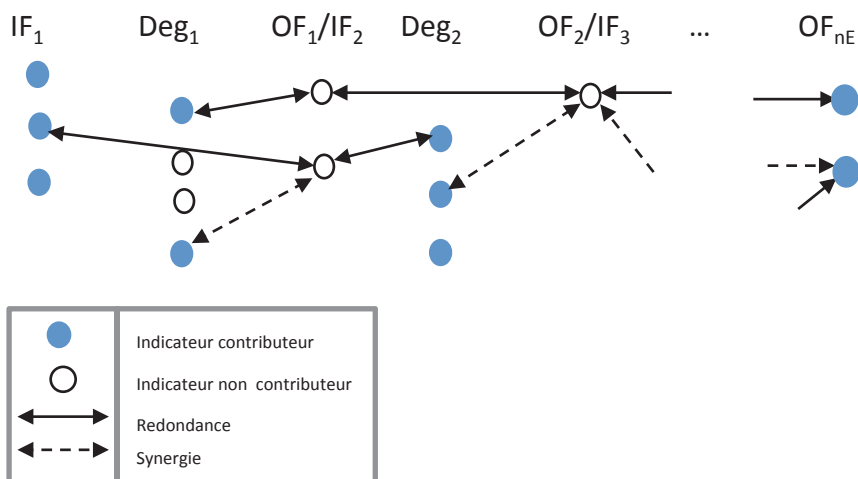 IF1 Deg1 OF1/IF2 Deg2 OF2/IF3 ... OFnE
Indicateur contributeur
Indicateur non contributeur
Redondance
Synergie